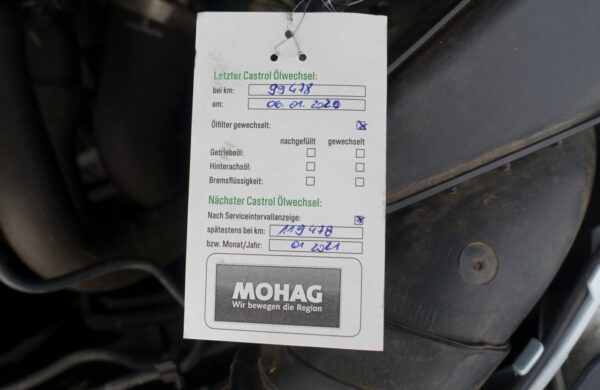 Letzter Castrol Ölwechsel:
bei km: 99478
am: 06.01.2020
Ölfilter gewechselt:
nachgefüllt gewechselt
Getriebeöl:
Hinterachsöl:
Bremsflüssigkeit:
Nächster Castrol Ölwechsel:
Nach Serviceintervallanzeige:
spätestens bei km: 119478
bzw. Monat/Jahr: 01 2021
MOHAG
Wir bewegen die Region